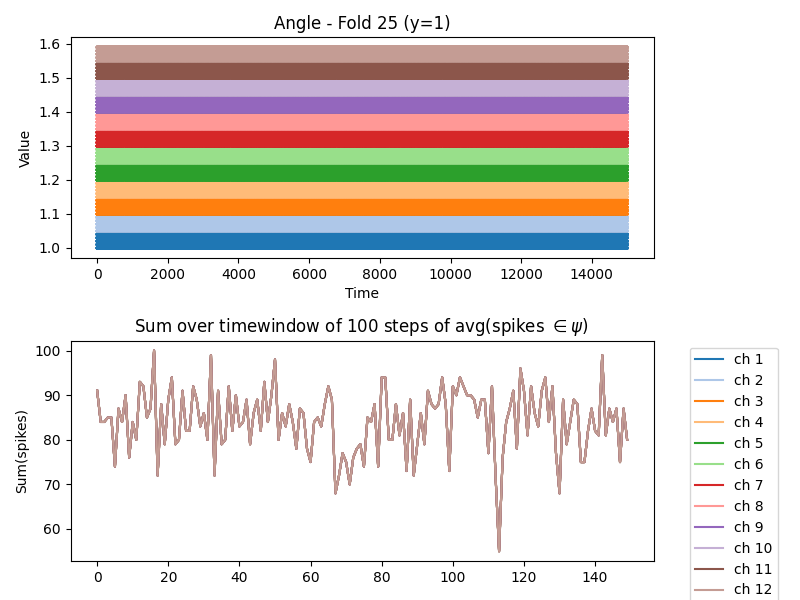 Angle - Fold 25 (y=1)
Value
1.6
1.5
1.4
1.3
1.2
1.1
1.0
0 2000 4000 6000 8000 10000 12000 14000
Time
Sum over timewindow of 100 steps of avg(spikes ∈ ψ)
Sum(spikes)
100
90
80
70
60
0 20 40 60 80 100 120 140
ch 1
ch 2
ch 3
ch 4
ch 5
ch 6
ch 7
ch 8
ch 9
ch 10
ch 11
ch 12